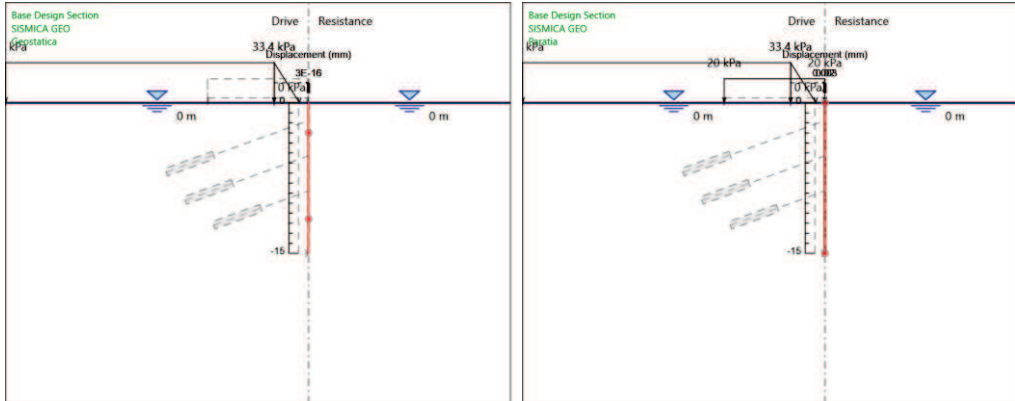 Base Design Section
SISMICA GEO
Geostatica
Drive
Resistance
kPa
33.4 kPa
Displacement (mm)
3E-16
0 kPa
0
0 m
0 m
-15
Base Design Section
SISMICA GEO
Paratia
Drive
Resistance
kPa
33.4 kPa
Displacement (mm)
20 kPa
20 kPa
0 kPa
0
0 m
0 m
-15